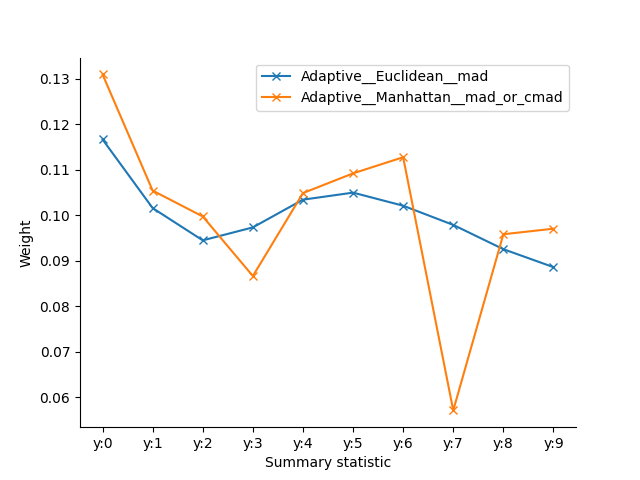 Adaptive__Euclidean__mad
Adaptive__Manhattan__mad_or_cmad
Weight
0.13
0.12
0.11
0.10
0.09
0.08
0.07
0.06
y:0 y:1 y:2 y:3 y:4 y:5 y:6 y:7 y:8 y:9
Summary statistic